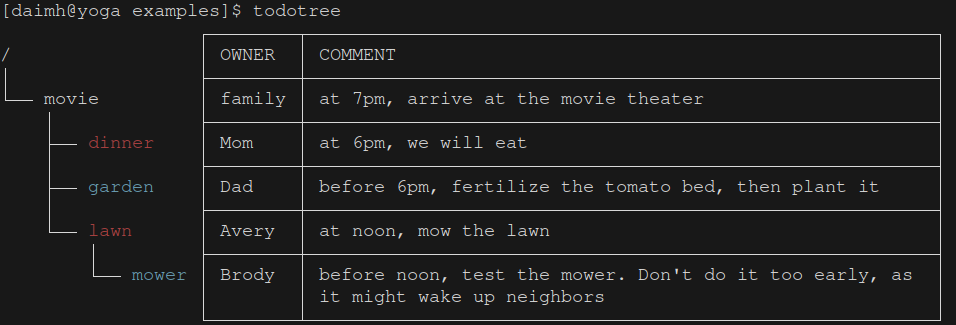 [daimh@yoga examples]$ todotree
/ OWNER COMMENT
movie family at 7pm, arrive at the movie theater
dinner Mom at 6pm, we will eat
garden Dad before 6pm, fertilize the tomato bed, then plant it
lawn Avery at noon, mow the lawn
mower Brody before noon, test the mower. Don't do it too early, as
it might wake up neighbors